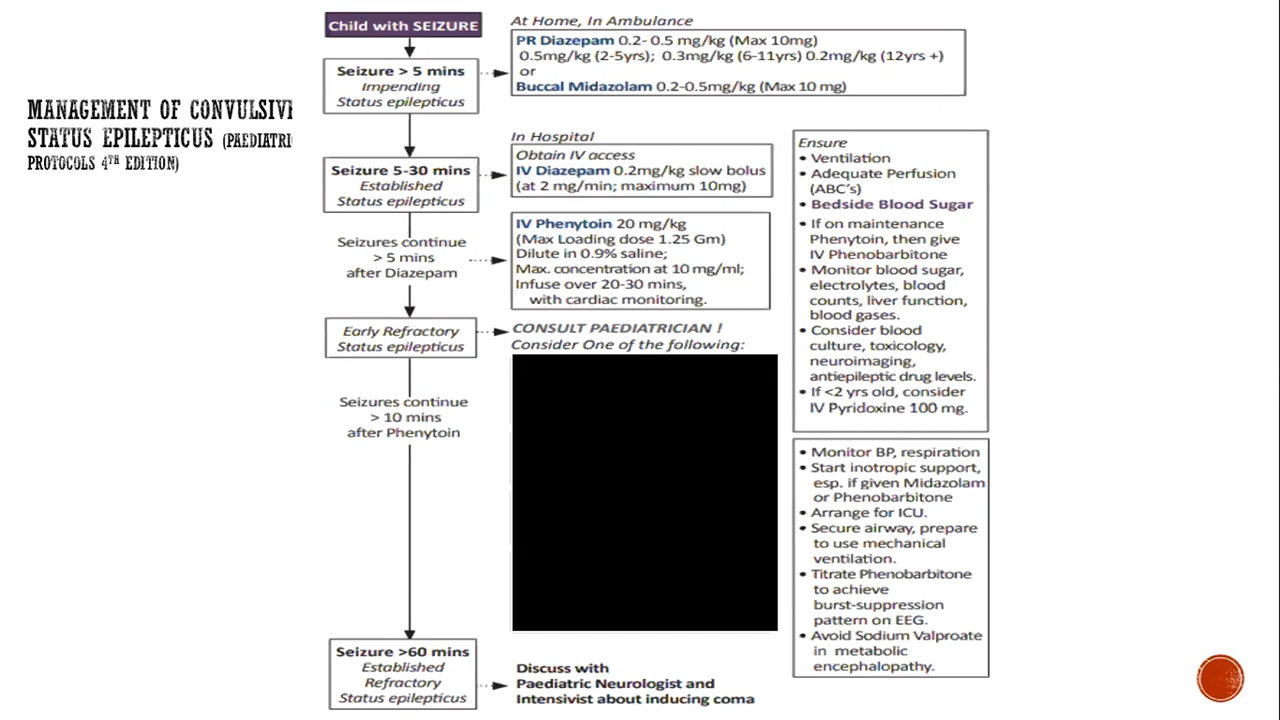 MANAGEMENT OF CONVULSIVE
STATUS EPILEPTICUS (PAEDIATRI
PROTOCOLS 4TH EDITION)
Child with SEIZURE
At Home, In Ambulance
PR Diazepam 0.2- 0.5 mg/kg (Max 10mg)
0.5mg/kg (2-5yrs); 0.3mg/kg (6-11yrs) 0.2mg/kg (12yrs +)
or
Buccal Midazolam 0.2-0.5mg/kg (Max 10 mg)
Seizure > 5 mins
Impending
Status epilepticus
In Hospital
Obtain IV access
IV Diazepam 0.2mg/kg slow bolus
(at 2 mg/min; maximum 10mg)
Seizure 5-30 mins
Established
Status epilepticus
IV Phenytoin 20 mg/kg
(Max Loading dose 1.25 Gm)
Dilute in 0.9% saline;
Max. concentration at 10 mg/ml;
Infuse over 20-30 mins,
with cardiac monitoring.
Seizures continue
> 5 mins
after Diazepam
Early Refractory
Status epilepticus
CONSULT PAEDIATRICIAN !
Consider One of the following:
Seizures continue
> 10 mins
after Phenytoin
Seizure >60 mins
Established
Refractory
Status epilepticus
Discuss with
Paediatric Neurologist and
Intensivist about inducing coma
Ensure
• Ventilation
• Adequate Perfusion
(ABC's)
• Bedside Blood Sugar
• If on maintenance
Phenytoin, then give
IV Phenobarbitone
• Monitor blood sugar,
electrolytes, blood
counts, liver function,
blood gases.
• Consider blood
culture, toxicology,
neuroimaging,
antiepileptic drug levels.
• If <2 yrs old, consider
IV Pyridoxine 100 mg.
• Monitor BP, respiration
• Start inotropic support,
esp. if given Midazolam
or Phenobarbitone
• Arrange for ICU.
• Secure airway, prepare
to use mechanical
ventilation.
• Titrate Phenobarbitone
to achieve
burst-suppression
pattern on EEG.
• Avoid Sodium Valproate
in metabolic
encephalopathy.